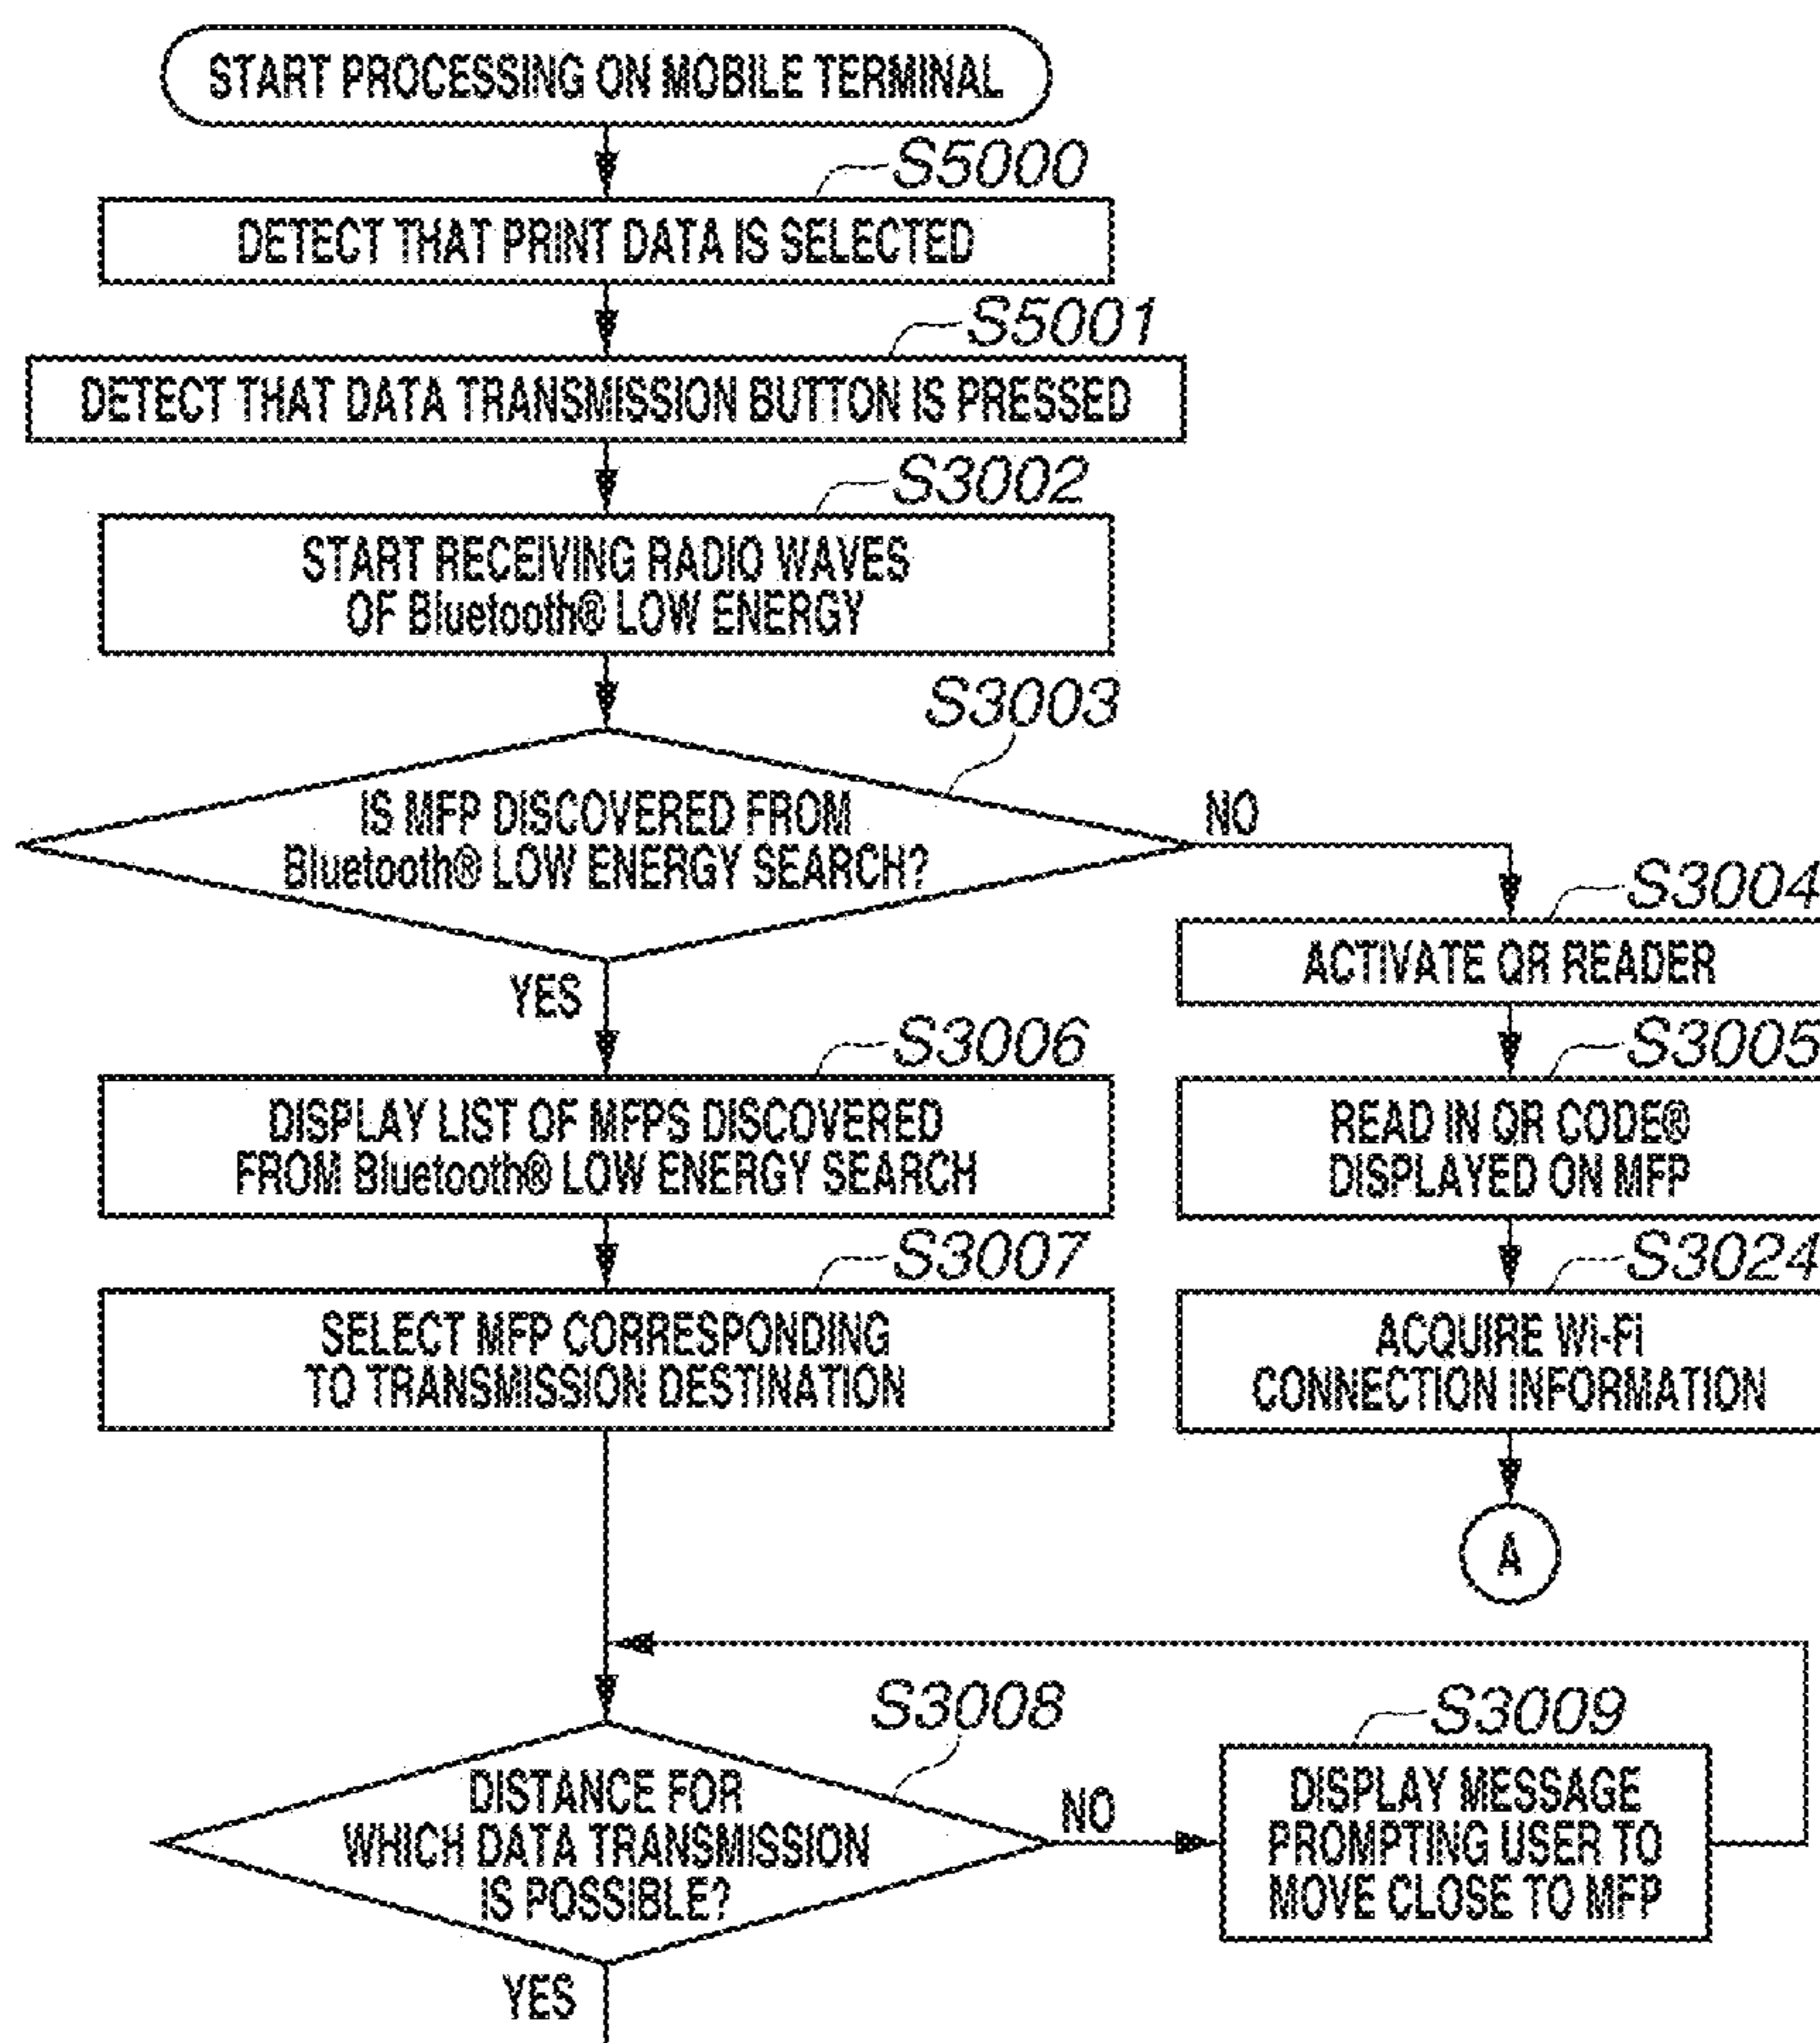 START PROCESSING ON MOBILE TERMINAL
S5000
DETECT THAT PRINT DATA IS SELECTED
S5001
DETECT THAT DATA TRANSMISSION BUTTON IS PRESSED
S3002
START RECEIVING RADIO WAVES
OF Bluetooth® LOW ENERGY
S3003
IS MFP DISCOVERED FROM
Bluetooth® LOW ENERGY SEARCH?
NO
YES
S3004
ACTIVATE QR READER
S3005
READ IN QR CODE®
DISPLAYED ON MFP
S3024
ACQUIRE WI-FI
CONNECTION INFORMATION
A
S3006
DISPLAY LIST OF MFPS DISCOVERED
FROM Bluetooth® LOW ENERGY SEARCH
S3007
SELECT MFP CORRESPONDING
TO TRANSMISSION DESTINATION
S3008
DISTANCE FOR
WHICH DATA TRANSMISSION
IS POSSIBLE?
NO
S3009
DISPLAY MESSAGE
PROMPTING USER TO
MOVE CLOSE TO MFP
YES